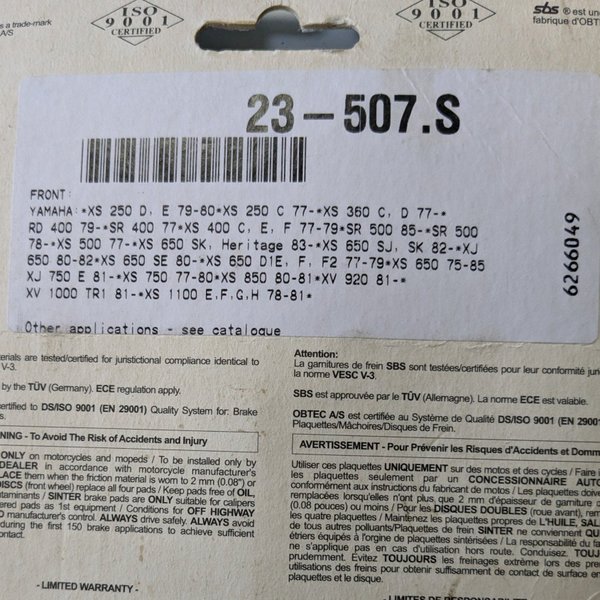 ISO
9001
CERTIFIED
ISO
9001
CERTIFIED
is a trade-mark
A/S
sbs ® est un
fabrique d'OBT
23-507.S
6266049
FRONT:
YAMAHA:*XS 250 D, E 79-80*XS 250 C 77-*XS 360 C, D 77-*
RD 400 79-*SR 400 77*XS 400 C, E, F 77-79*SR 500 85-*SR 500
78-*XS 500 77-*XS 650 SK, Heritage 83-*XS 650 SJ, SK 82-*XJ
650 80-82*XS 650 SE 80-*XS 650 D1E, F, F2 77-79*XS 650 75-85
XJ 750 E 81-*XS 750 77-80*XS 850 80-81*XV 920 81-*
XV 1000 TR1 81-*XS 1100 E,F,G,H 78-81*
Other applications - see catalogue
erials are tested/certified for juristictional compliance identical to
V-3.
by the TÜV (Germany). ECE regulation apply.
ertified to DS/ISO 9001 (EN 29001) Quality System for: Brake
s.
NING - To Avoid The Risk of Accidents and Injury
ONLY on motorcycles and mopeds / To be installed only by
DEALER in accordance with motorcycle manufacturer's
LACE them when the friction material is worn to 2 mm (0.08") or
DISCS (front wheel) replace all four pads / Keep pads free of OIL,
ntaminants / SINTER brake pads are ONLY suitable for calipers
ered pads as 1st equipment / Conditions for OFF HIGHWAY
O manufacturer's control. ALWAYS drive safely. ALWAYS avoid
during the first 150 brake applications to achieve sufficient
contact.
- LIMITED WARRANTY -
Attention:
La garnitures de frein SBS sont testées/certifiées pour leur conformité juri
la norme VESC V-3.
SBS est approuvée par le TÜV (Allemagne). La norme ECE est valable.
OBTEC A/S est certifiée au Système de Qualité DS/ISO 9001 (EN 2900
Plaquettes/Mâchoires/Disques de Frein.
AVERTISSEMENT - Pour Prévenir les Risques d'Accidents et Domm
Utiliser ces plaquettes UNIQUEMENT sur des motos et des cycles / Faire i
les plaquettes seulement par un CONCESSIONNAIRE AUTO
conformément aux instructions du fabricant de motos / Les plaquettes doive
remplacées lorsqu'elles n'ont plus que 2 mm d'épaisseur de garniture d
(0.08 pouces) ou moins / Pour les DISQUES DOUBLES (roue avant), rem
les quatre plaquettes / Maintenez les plaquettes propres de L'HUILE, SAL
de tous autres polluants/Plaquettes de frein SINTER ne conviennent QU
étriers équipés à l'orgine de plaquettes sintérisées / La responsabilité du fa
ne s'applique pas en cas d'utilisation hors route. Conduisez. TOUJ
prudemment. Evitez TOUJOURS les freinages extrême lors des prem
utilisations des plaquettes pour obtenir suffisamment de contact de surface en
plaquettes et le disque.
- LIMITES DE RESPONSABILITE -